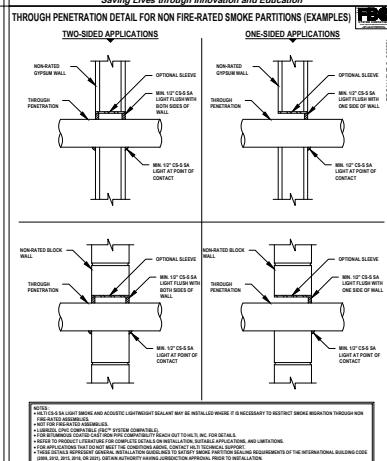 Saving Lives through Innovation and Education
THROUGH PENETRATION DETAIL FOR NON FIRE-RATED SMOKE PARTITIONS (EXAMPLES)
TWO-SIDED APPLICATIONS
ONE-SIDED APPLICATIONS
NON-RATED
GYPSUM WALL
OPTIONAL SLEEVE
MIN. 1/2" CS-S SA
LIGHT FLUSH WITH
BOTH SIDES OF
WALL
THROUGH
PENETRATION
MIN. 1/2" CS-S SA
LIGHT AT POINT OF
CONTACT
NON-RATED
GYPSUM WALL
OPTIONAL SLEEVE
MIN. 1/2" CS-S SA
LIGHT FLUSH WITH
ONE SIDE OF WALL
THROUGH
PENETRATION
MIN. 1/2" CS-S SA
LIGHT AT POINT OF
CONTACT
NON-RATED BLOCK
WALL
OPTIONAL SLEEVE
MIN. 1/2" CS-S SA
LIGHT FLUSH WITH
BOTH SIDES OF
WALL
THROUGH
PENETRATION
MIN. 1/2" CS-S SA
LIGHT AT POINT OF
CONTACT
NON-RATED BLOCK
WALL
OPTIONAL SLEEVE
MIN. 1/2" CS-S SA
LIGHT FLUSH WITH
ONE SIDE OF WALL
THROUGH
PENETRATION
MIN. 1/2" CS-S SA
LIGHT AT POINT OF
CONTACT
NOTES:
• HILTI CS-S SA LIGHT SMOKE AND ACOUSTIC LIGHTWEIGHT SEALANT MAY BE INSTALLED WHERE IT IS NECESSARY TO RESTRICT SMOKE MIGRATION THROUGH NON
FIRE-RATED ASSEMBLIES.
• NOT FOR FIRE-RATED ASSEMBLIES.
• LUBRIZOL CPVC COMPATIBLE (FBC™ SYSTEM COMPATIBLE).
• FOR BITUMINOUS COATED CAST IRON PIPE COMPATIBILITY REACH OUT TO HILTI, INC. FOR DETAILS.
• REFER TO PRODUCT LITERATURE FOR COMPLETE DETAILS ON INSTALLATION, SUITABLE APPLICATIONS, AND LIMITATIONS.
• FOR APPLICATIONS THAT DO NOT MEET THE CONDITIONS ABOVE, CONTACT HILTI TECHNICAL SUPPORT.
• THESE DETAILS REPRESENT GENERAL INSTALLATION GUIDELINES TO SATISFY SMOKE PARTITION SEALING REQUIREMENTS OF THE INTERNATIONAL BUILDING CODE
(2009, 2012, 2015, 2018, OR 2021). OBTAIN AUTHORITY HAVING JURISDICTION APPROVAL PRIOR TO INSTALLATION.